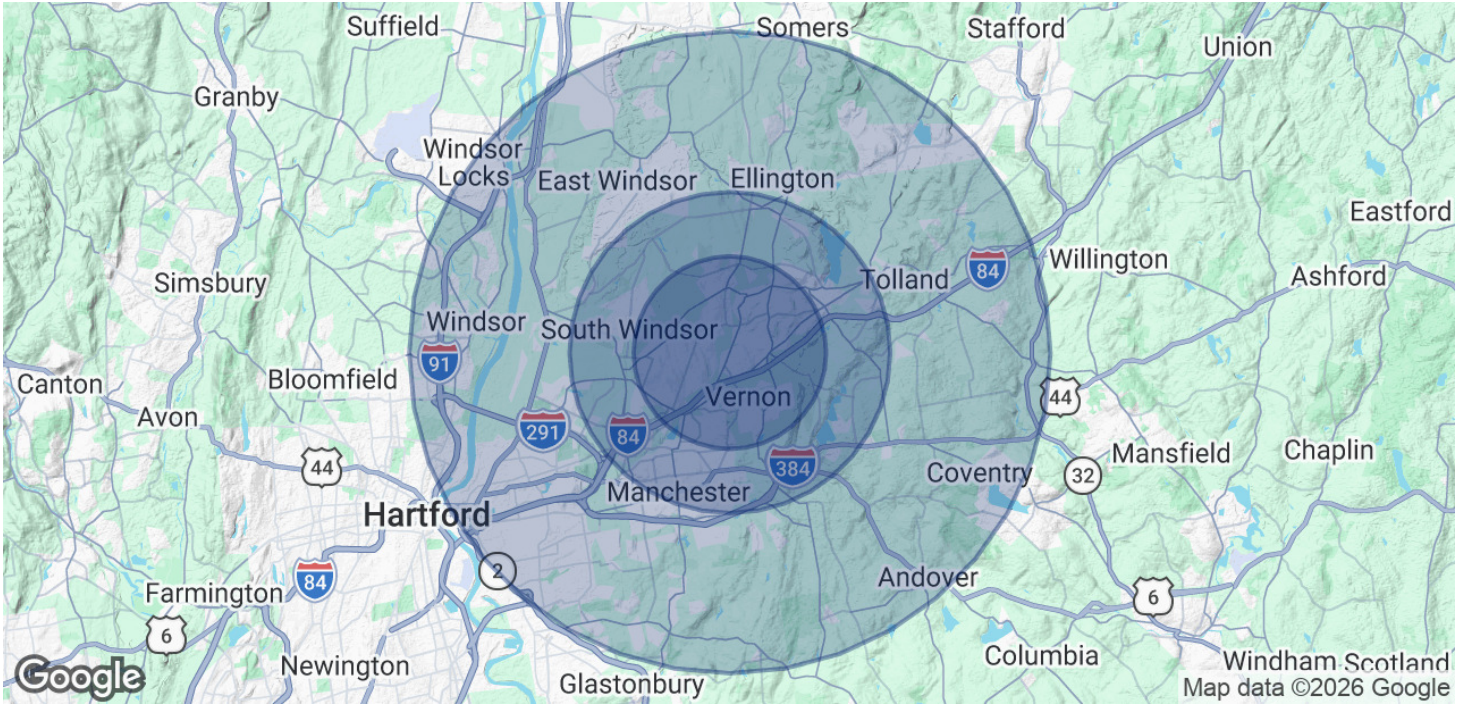 Suffield
Somers
Stafford
Union
Granby
Windsor
Locks
East Windsor
Ellington
Eastford
Simsbury
Tolland
84
Willington
Ashford
Windsor
South Windsor
91
Canton
Bloomfield
Avon
Vernon
44
291
84
44
384
Mansfield
Chaplin
Coventry
32
Manchester
Hartford
2
Andover
84
Farmington
6
6
Newington
Glastonbury
Columbia
Windham
Scotland
Google
Map data ©2026 Google